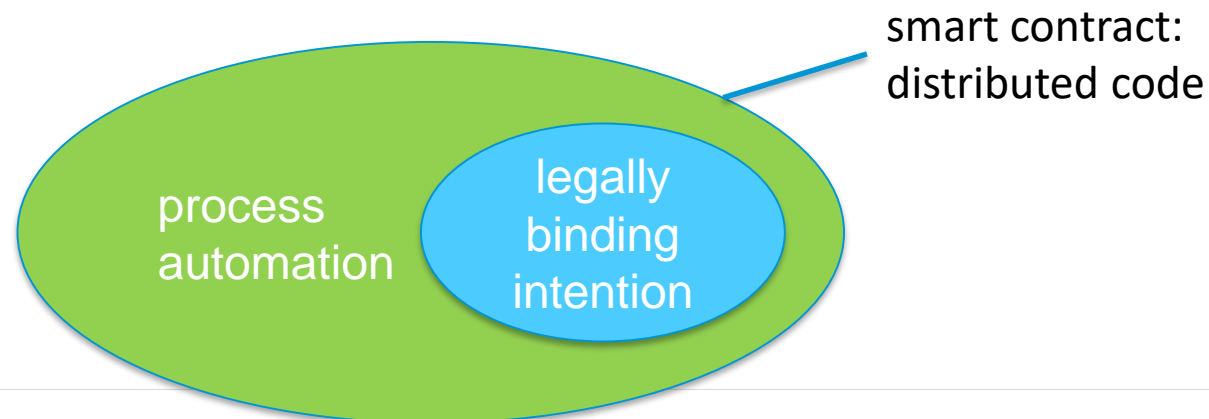 smart contract:
distributed code
process
automation
legally
binding
intention